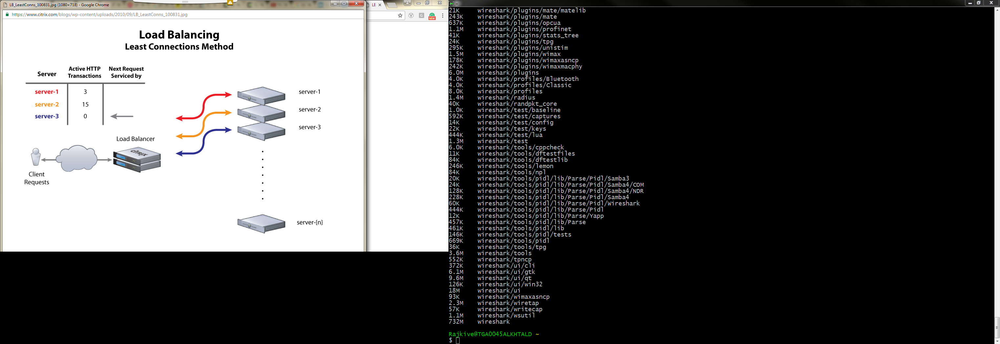 LB_LeastConns_100831.jpg (1080×718) - Google Chrome
https://www.citrix.com/blogs/wp-content/uploads/2010/09/LB_LeastConns_100831.jpg
Load Balancing
Least Connections Method
Server Active HTTP Transactions Next Request Serviced by
server-1 3
server-2 15
server-3 0
Load Balancer
citrix
Client
Requests
server-1
server-2
server-3
server-{n}
LB
V
G
NEW
~
21K wireshark/plugins/mate/matelib
243K wireshark/plugins/mate
637K wireshark/plugins/opcua
1.1M wireshark/plugins/profinet
41K wireshark/plugins/stats_tree
24K wireshark/plugins/tpg
295K wireshark/plugins/unistim
1.5M wireshark/plugins/wimax
178K wireshark/plugins/wimaxasncp
242K wireshark/plugins/wimaxmacphy
6.0M wireshark/plugins
4.0K wireshark/profiles/Bluetooth
4.0K wireshark/profiles/Classic
8.0K wireshark/profiles
1.4M wireshark/radius
40K wireshark/randpkt_core
1.0K wireshark/test/baseline
592K wireshark/test/captures
14K wireshark/test/config
22K wireshark/test/keys
444K wireshark/test/lua
1.3M wireshark/test
6.0K wireshark/tools/cppcheck
11K wireshark/tools/dftestfiles
84K wireshark/tools/dftestlib
246K wireshark/tools/lemon
84K wireshark/tools/npl
20K wireshark/tools/pidl/lib/Parse/Pidl/Samba3
24K wireshark/tools/pidl/lib/Parse/Pidl/Samba4/COM
128K wireshark/tools/pidl/lib/Parse/Pidl/Samba4/NDR
228K wireshark/tools/pidl/lib/Parse/Pidl/Samba4
60K wireshark/tools/pidl/lib/Parse/Pidl/Wireshark
444K wireshark/tools/pidl/lib/Parse/Pidl
12K wireshark/tools/pidl/lib/Parse/Yapp
457K wireshark/tools/pidl/lib/Parse
461K wireshark/tools/pidl/lib
146K wireshark/tools/pidl/tests
669K wireshark/tools/pidl
36K wireshark/tools/tpg
3.6M wireshark/tools
552K wireshark/tpncp
372K wireshark/ui/cli
6.1M wireshark/ui/gtk
9.6M wireshark/ui/qt
126K wireshark/ui/win32
18M wireshark/ui
93K wireshark/wimaxasncp
2.3M wireshark/wiretap
57K wireshark/writecap
1.1M wireshark/wsutil
732M wireshark
Rajkive@TGA0045ALKHTALD ~
$